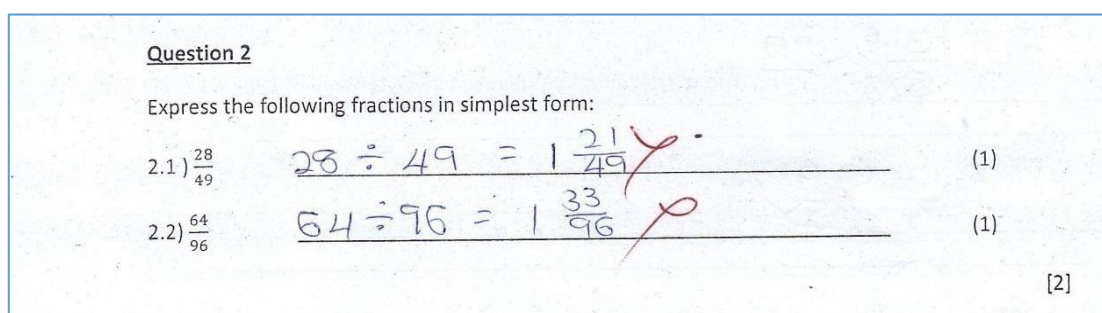 Question 2
Express the following fractions in simplest form:
2.1) 28/49 28 ÷ 49 = 1 21/49 (1)
2.2) 64/96 64 ÷ 96 = 1 33/96 (1)
[2]